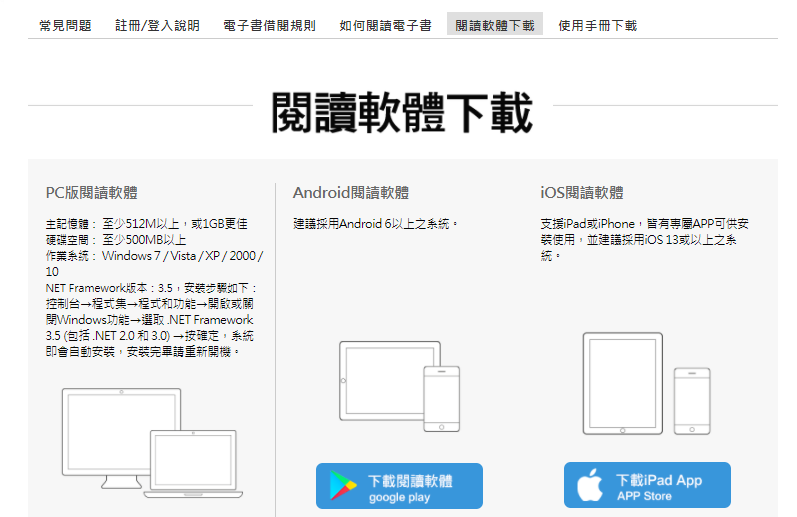 常見問題 註冊/登入說明 電子書借閱規則 如何閱讀電子書 閱讀軟體下載 使用手冊下載
閱讀軟體下載
PC版閱讀軟體
主記憶體： 至少512M以上，或1GB更佳
硬碟空間： 至少500MB以上
作業系統： Windows 7 / Vista / XP / 2000 /
10
NET Framework版本：3.5，安裝步驟如下：
控制台→程式集→程式和功能→開啟或關
閉Windows功能→選取 .NET Framework
3.5 (包括 .NET 2.0 和 3.0) →按確定，系統
即會自動安裝，安裝完畢請重新開機。
Android閱讀軟體
建議採用Android 6以上之系統。
下載閱讀軟體
google play
iOS閱讀軟體
支援iPad或iPhone，皆有專屬APP可供安
裝使用，並建議採用iOS 13或以上之系
統。
下載iPad App
APP Store